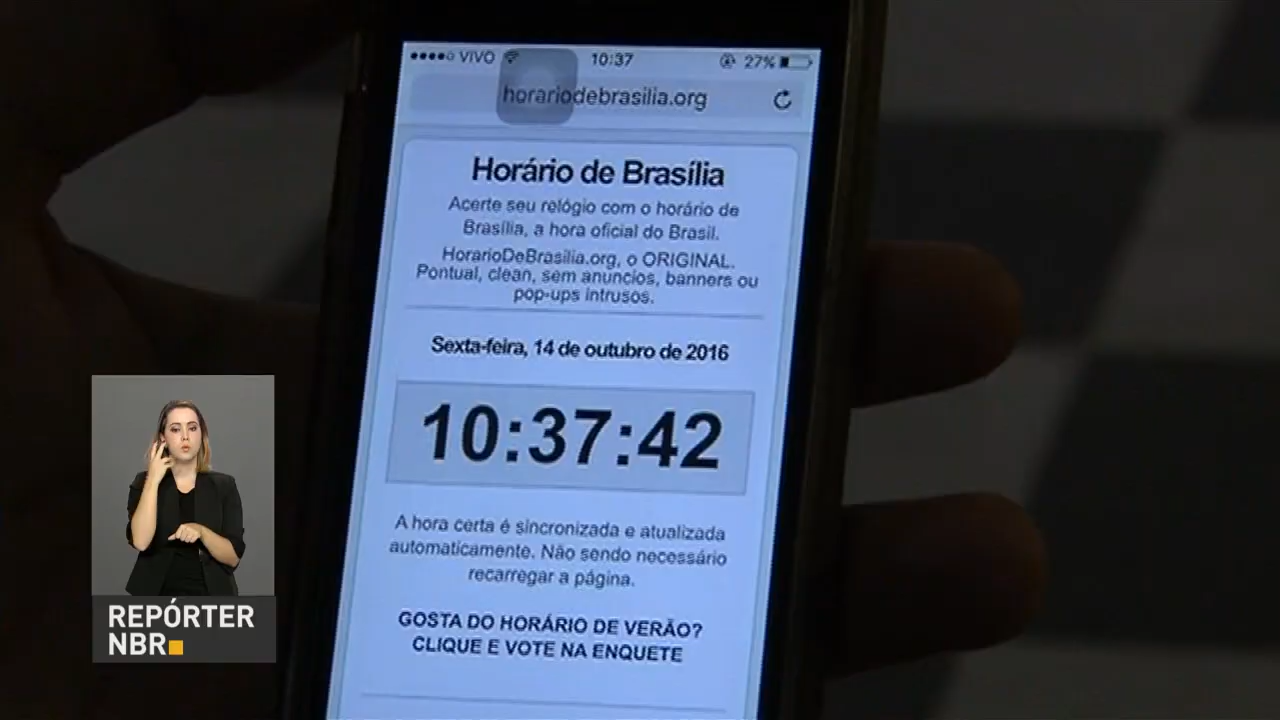 VIVO 10:37 27%
horariodebrasilia.org
Horário de Brasília
Acerte seu relógio com o horário de
Brasília, a hora oficial do Brasil.
HorarioDeBrasilia.org, o ORIGINAL.
Pontual, clean, sem anuncios, banners ou
pop-ups intrusos.
Sexta-feira, 14 de outubro de 2016
10:37:42
A hora certa é sincronizada e atualizada
automaticamente. Não sendo necessário
recarregar a página.
GOSTA DO HORÁRIO DE VERÃO?
CLIQUE E VOTE NA ENQUETE
REPÓRTER
NBR